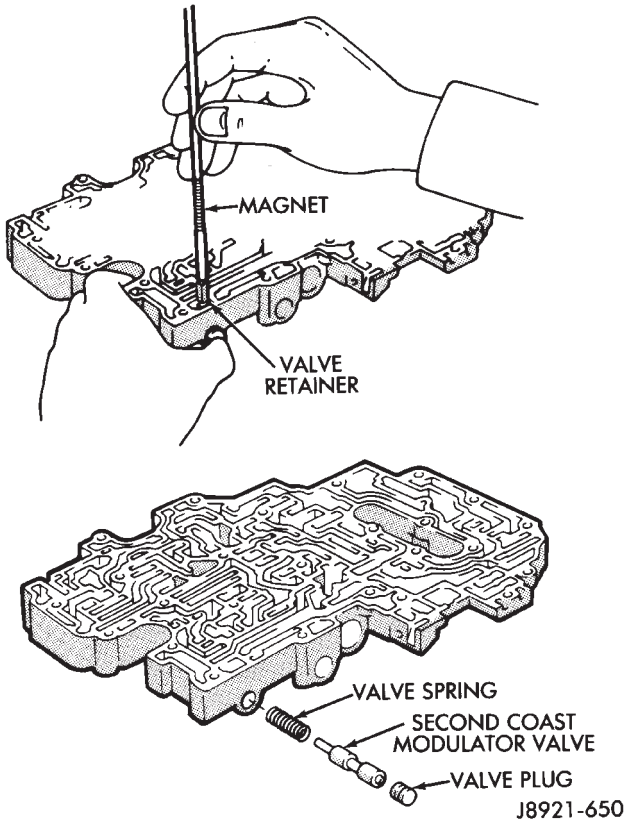 MAGNET
VALVE
RETAINER
VALVE SPRING
SECOND COAST
MODULATOR VALVE
VALVE PLUG
J8921-650